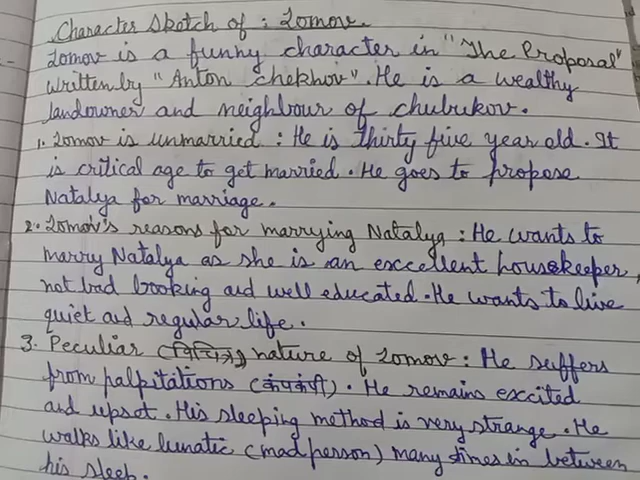 Character Sketch of : Lomov.
Lomov is a funny character in "The Proposal"
written by "Anton Chekhov". He is a wealthy
landowner and neighbour of chubukov.
1. Lomov is unmarried : He is thirty five year old. It
is critical age to get married. He goes to propose
Natalya for marriage.
2. Lomov's reasons for marrying Natalya : He wants to
marry Natalya as she is an excellent housekeeper,
not bad looking and well educated. He wants to live
quiet and regular life.
3. Peculiar (विचित्र) nature of Lomov : He suffers
from palpitations (कंपकंपी). He remains excited
and upset. His sleeping method is very strange. He
walks like lunatic (mad person) many times in between
his sleep.